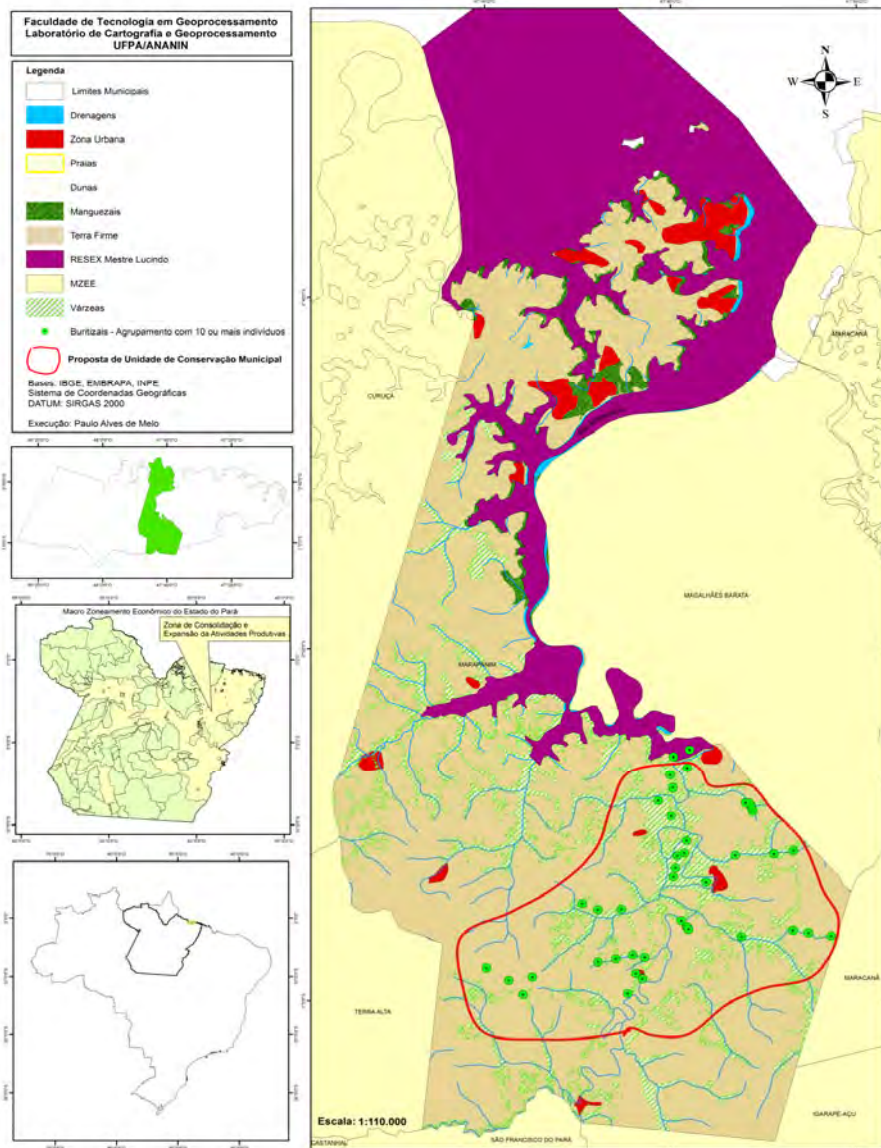 Faculdade de Tecnologia em Geoprocessamento
Laboratório de Cartografia e Geoprocessamento
UFPA/ANANIN
Legenda
Limites Municipais
Drenagens
Zona Urbana
Praias
Dunas
Manguezais
Terra Firme
RESEX Mestre Lucindo
MZEE
Várzeas
Buritizais - Agrupamento com 10 ou mais indivíduos
Proposta de Unidade de Conservação Municipal
Bases: IBGE, EMBRAPA, INPE
Sistema de Coordenadas Geográficas
DATUM: SIRGAS 2000
Execução: Paulo Alves de Melo
Macro Zoneamento Econômico do Estado do Pará
Zona de Consolidação e
Expansão da Atividades Produtivas
N
W
E
S
MARACANÃ
CURUÇÁ
MAGALHÃES BARATA
MARAPANIM
MARACANÃ
TERRA ALTA
IGARAPE-AÇU
Escala: 1:110.000
CASTANHAL
SÃO FRANCISCO DO PARÁ